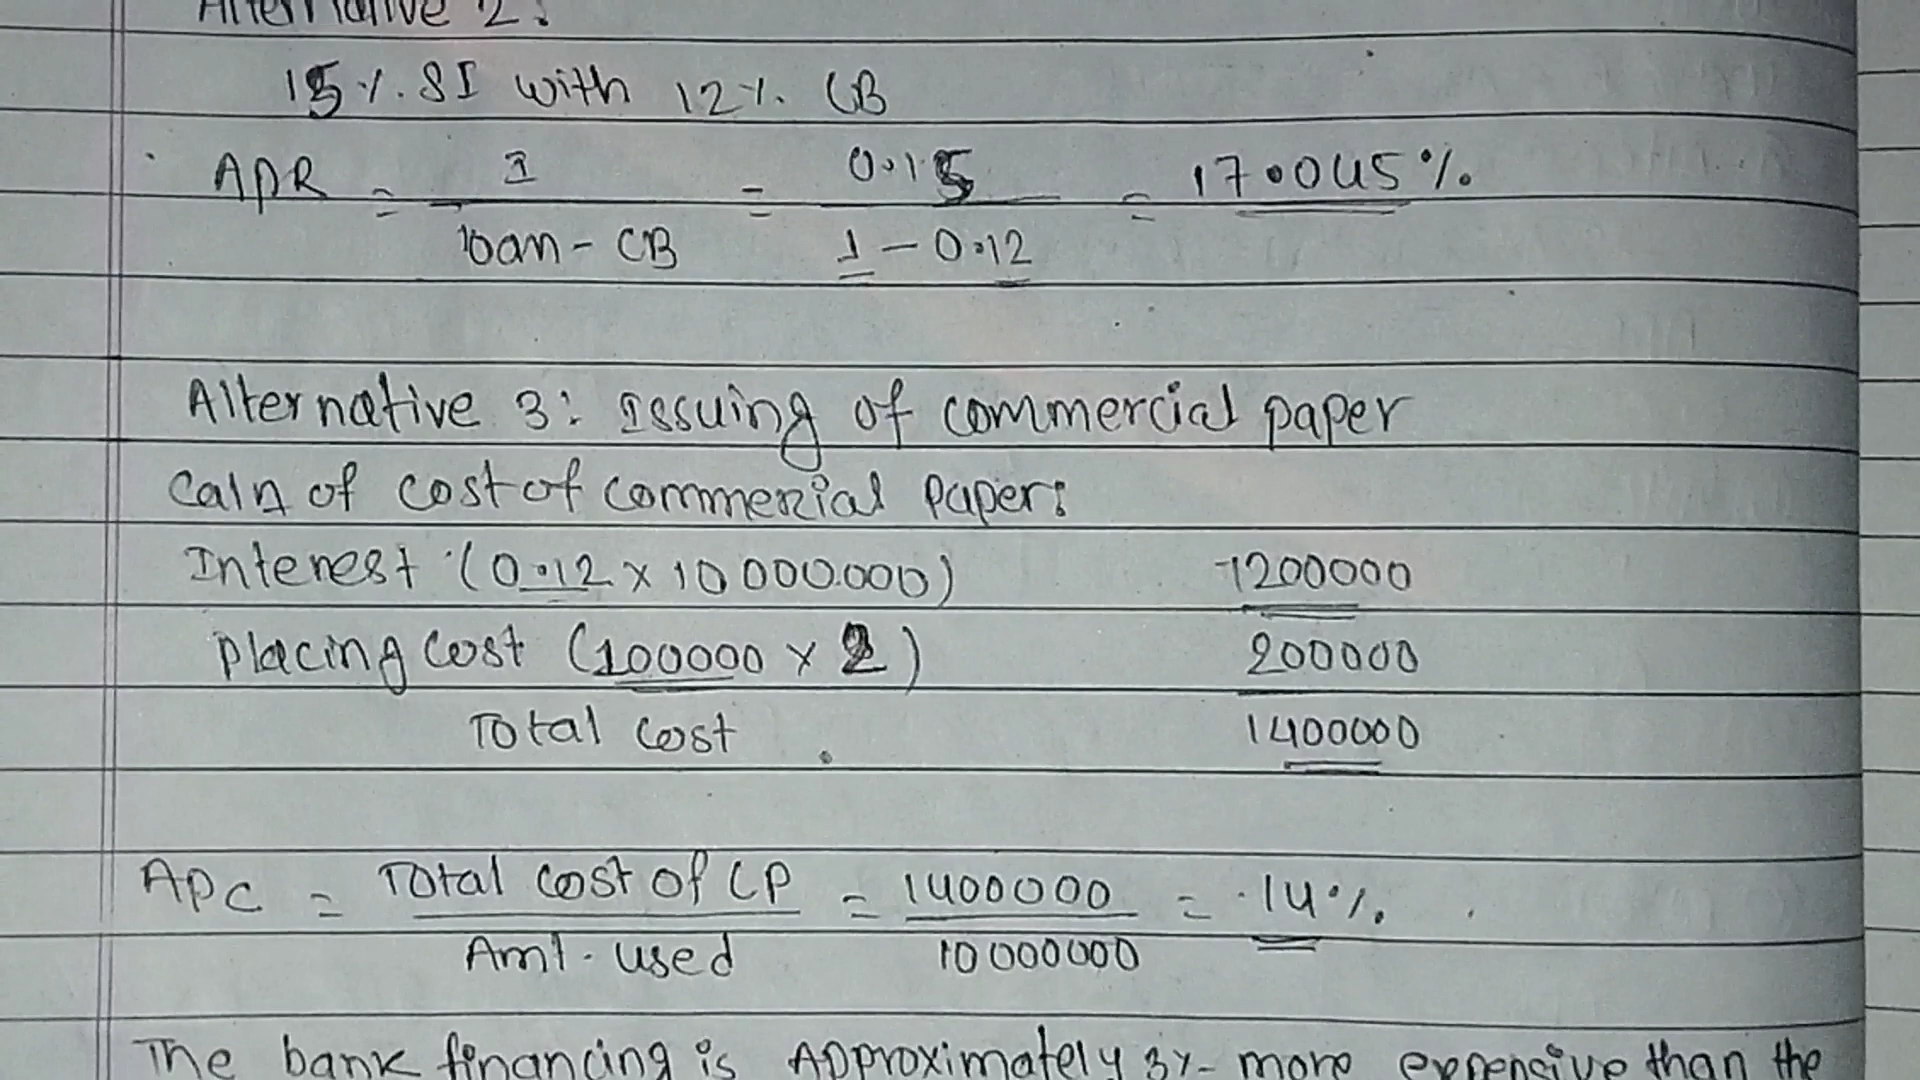 Alternative 2:
15%. SI with 12%. CB
APR = I / loan - CB = 0.15 / 1 - 0.12 = 17.045%
Alternative 3: Issuing of commercial paper
Caln of cost of commercial paper:
Interest (0.12 x 10000000) 1200000
Placing cost (100000 x 2) 200000
Total cost 1400000
APC = Total cost of CP / Amt. used = 1400000 / 10000000 = 14%.
The bank financing is Approximately 3% more expensive than the